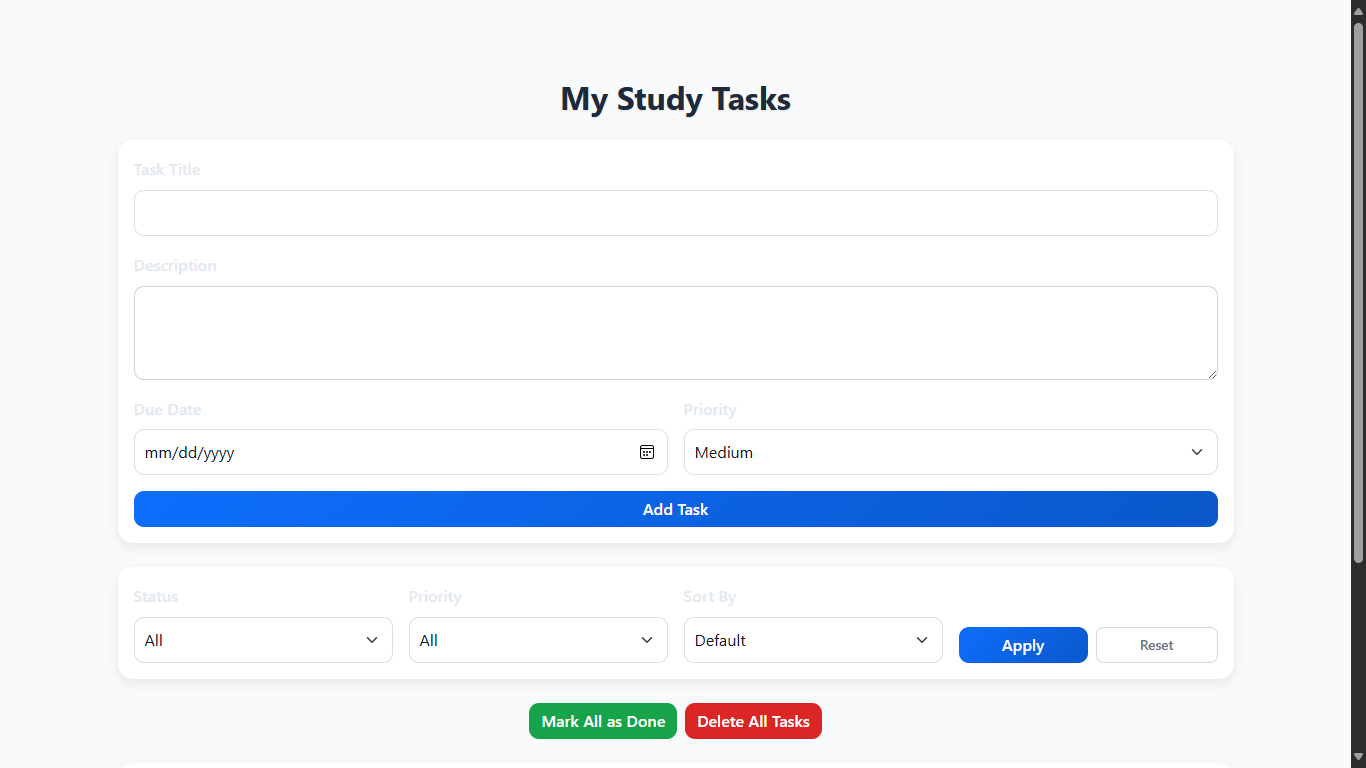 My Study Tasks
Task Title
Description
Due Date Priority
mm/dd/yyyy Medium
Add Task
Status Priority Sort By
All All Default Apply Reset
Mark All as Done Delete All Tasks